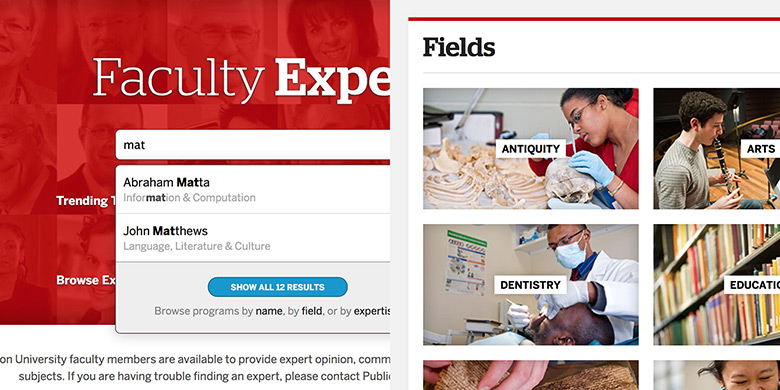 Faculty Expe
mat
Abraham Matta
Information & Computation
Trending T
John Matthews
Language, Literature & Culture
Browse Ex
SHOW ALL 12 RESULTS
Browse programs by name, by field, or by expertis
on University faculty members are available to provide expert opinion, comm
subjects. If you are having trouble finding an expert, please contact Public
Fields
ANTIQUITY
ARTS
DENTISTRY
EDUCATIO